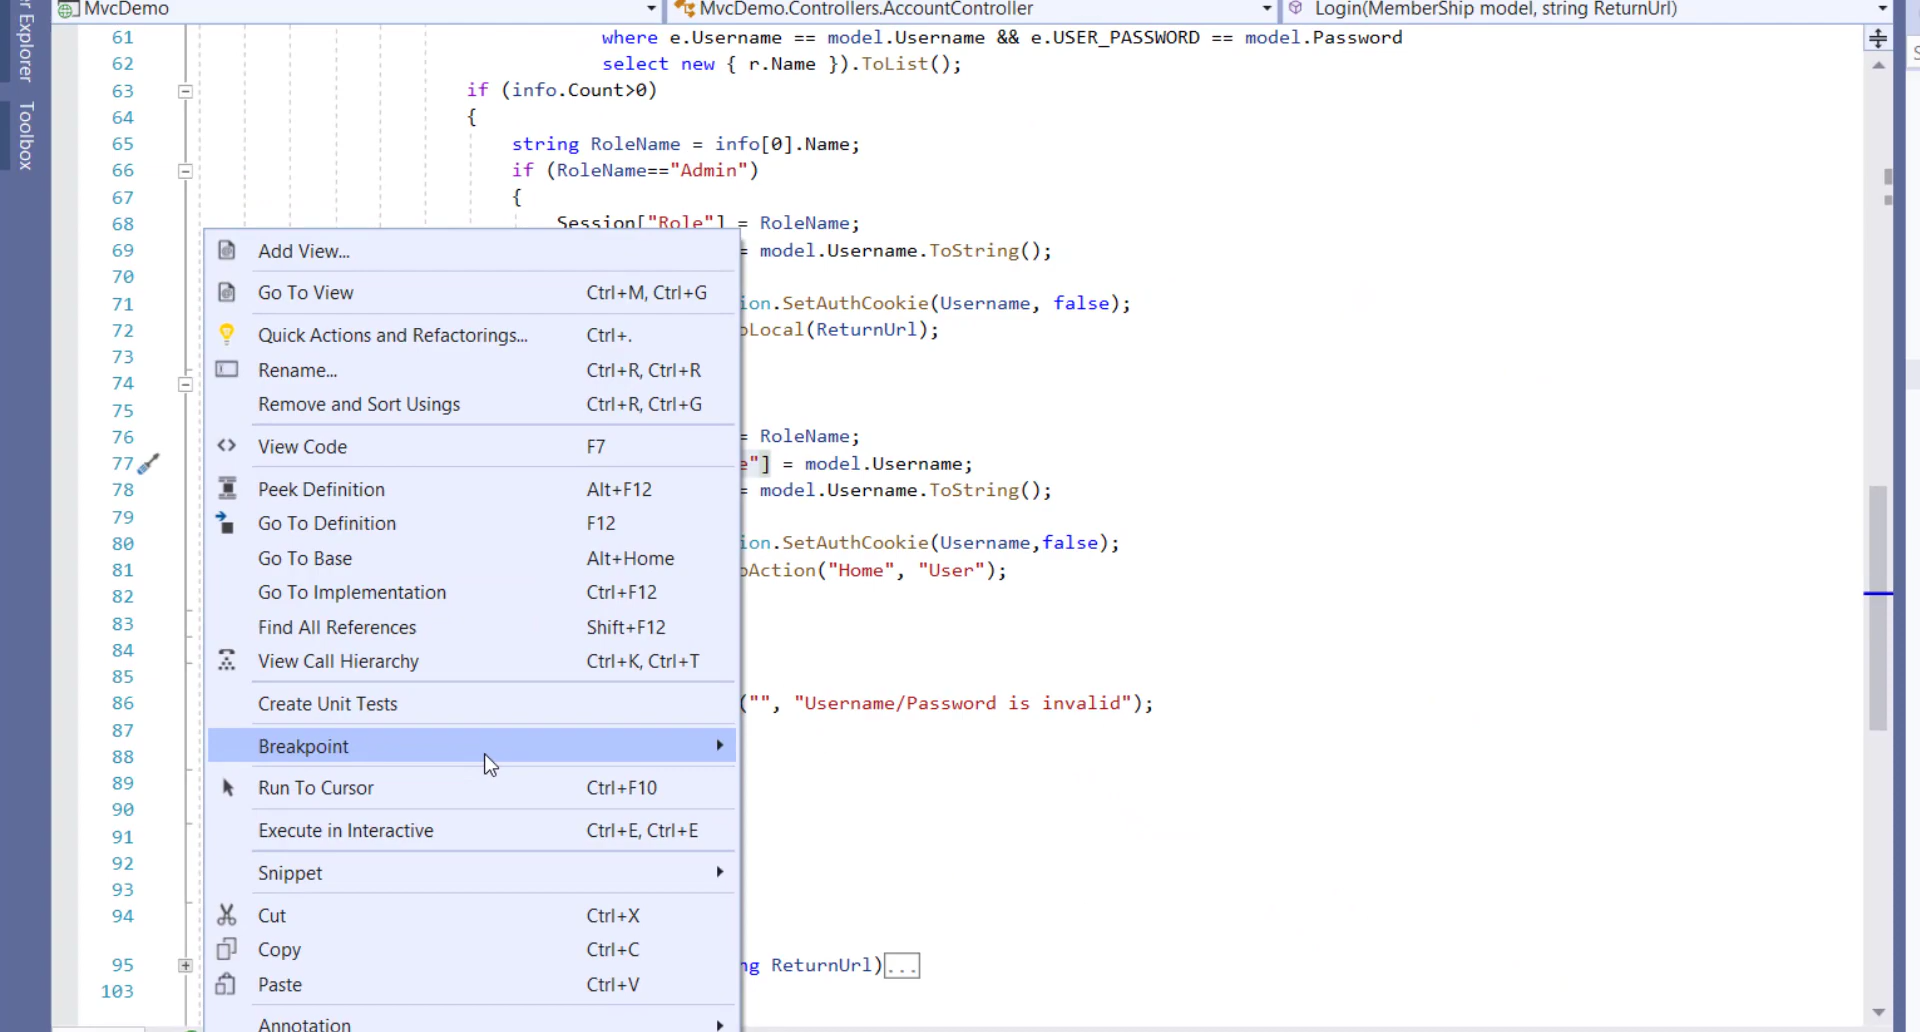 MvcDemo
MvcDemo.Controllers.AccountController
Login(MemberShip model, string ReturnUrl)
Explorer
Toolbox
61 where e.Username == model.Username && e.USER_PASSWORD == model.Password
62 select new { r.Name }).ToList();
63 if (info.Count>0)
64 {
65 string RoleName = info[0].Name;
66 if (RoleName=="Admin")
67 {
68 Session["Role"] = RoleName;
69 = model.Username.ToString();
70
71 ion.SetAuthCookie(Username, false);
72 oLocal(ReturnUrl);
73
74
75
76 = RoleName;
77 e"] = model.Username;
78 = model.Username.ToString();
79
80 ion.SetAuthCookie(Username,false);
81 oAction("Home", "User");
82
83
84
85
86 ("", "Username/Password is invalid");
87
88
89
90
91
92
93
94
95 ng ReturnUrl)...
103
Add View...
Go To View Ctrl+M, Ctrl+G
Quick Actions and Refactorings... Ctrl+.
Rename... Ctrl+R, Ctrl+R
Remove and Sort Usings Ctrl+R, Ctrl+G
View Code F7
Peek Definition Alt+F12
Go To Definition F12
Go To Base Alt+Home
Go To Implementation Ctrl+F12
Find All References Shift+F12
View Call Hierarchy Ctrl+K, Ctrl+T
Create Unit Tests
Breakpoint
Run To Cursor Ctrl+F10
Execute in Interactive Ctrl+E, Ctrl+E
Snippet
Cut Ctrl+X
Copy Ctrl+C
Paste Ctrl+V
Annotation